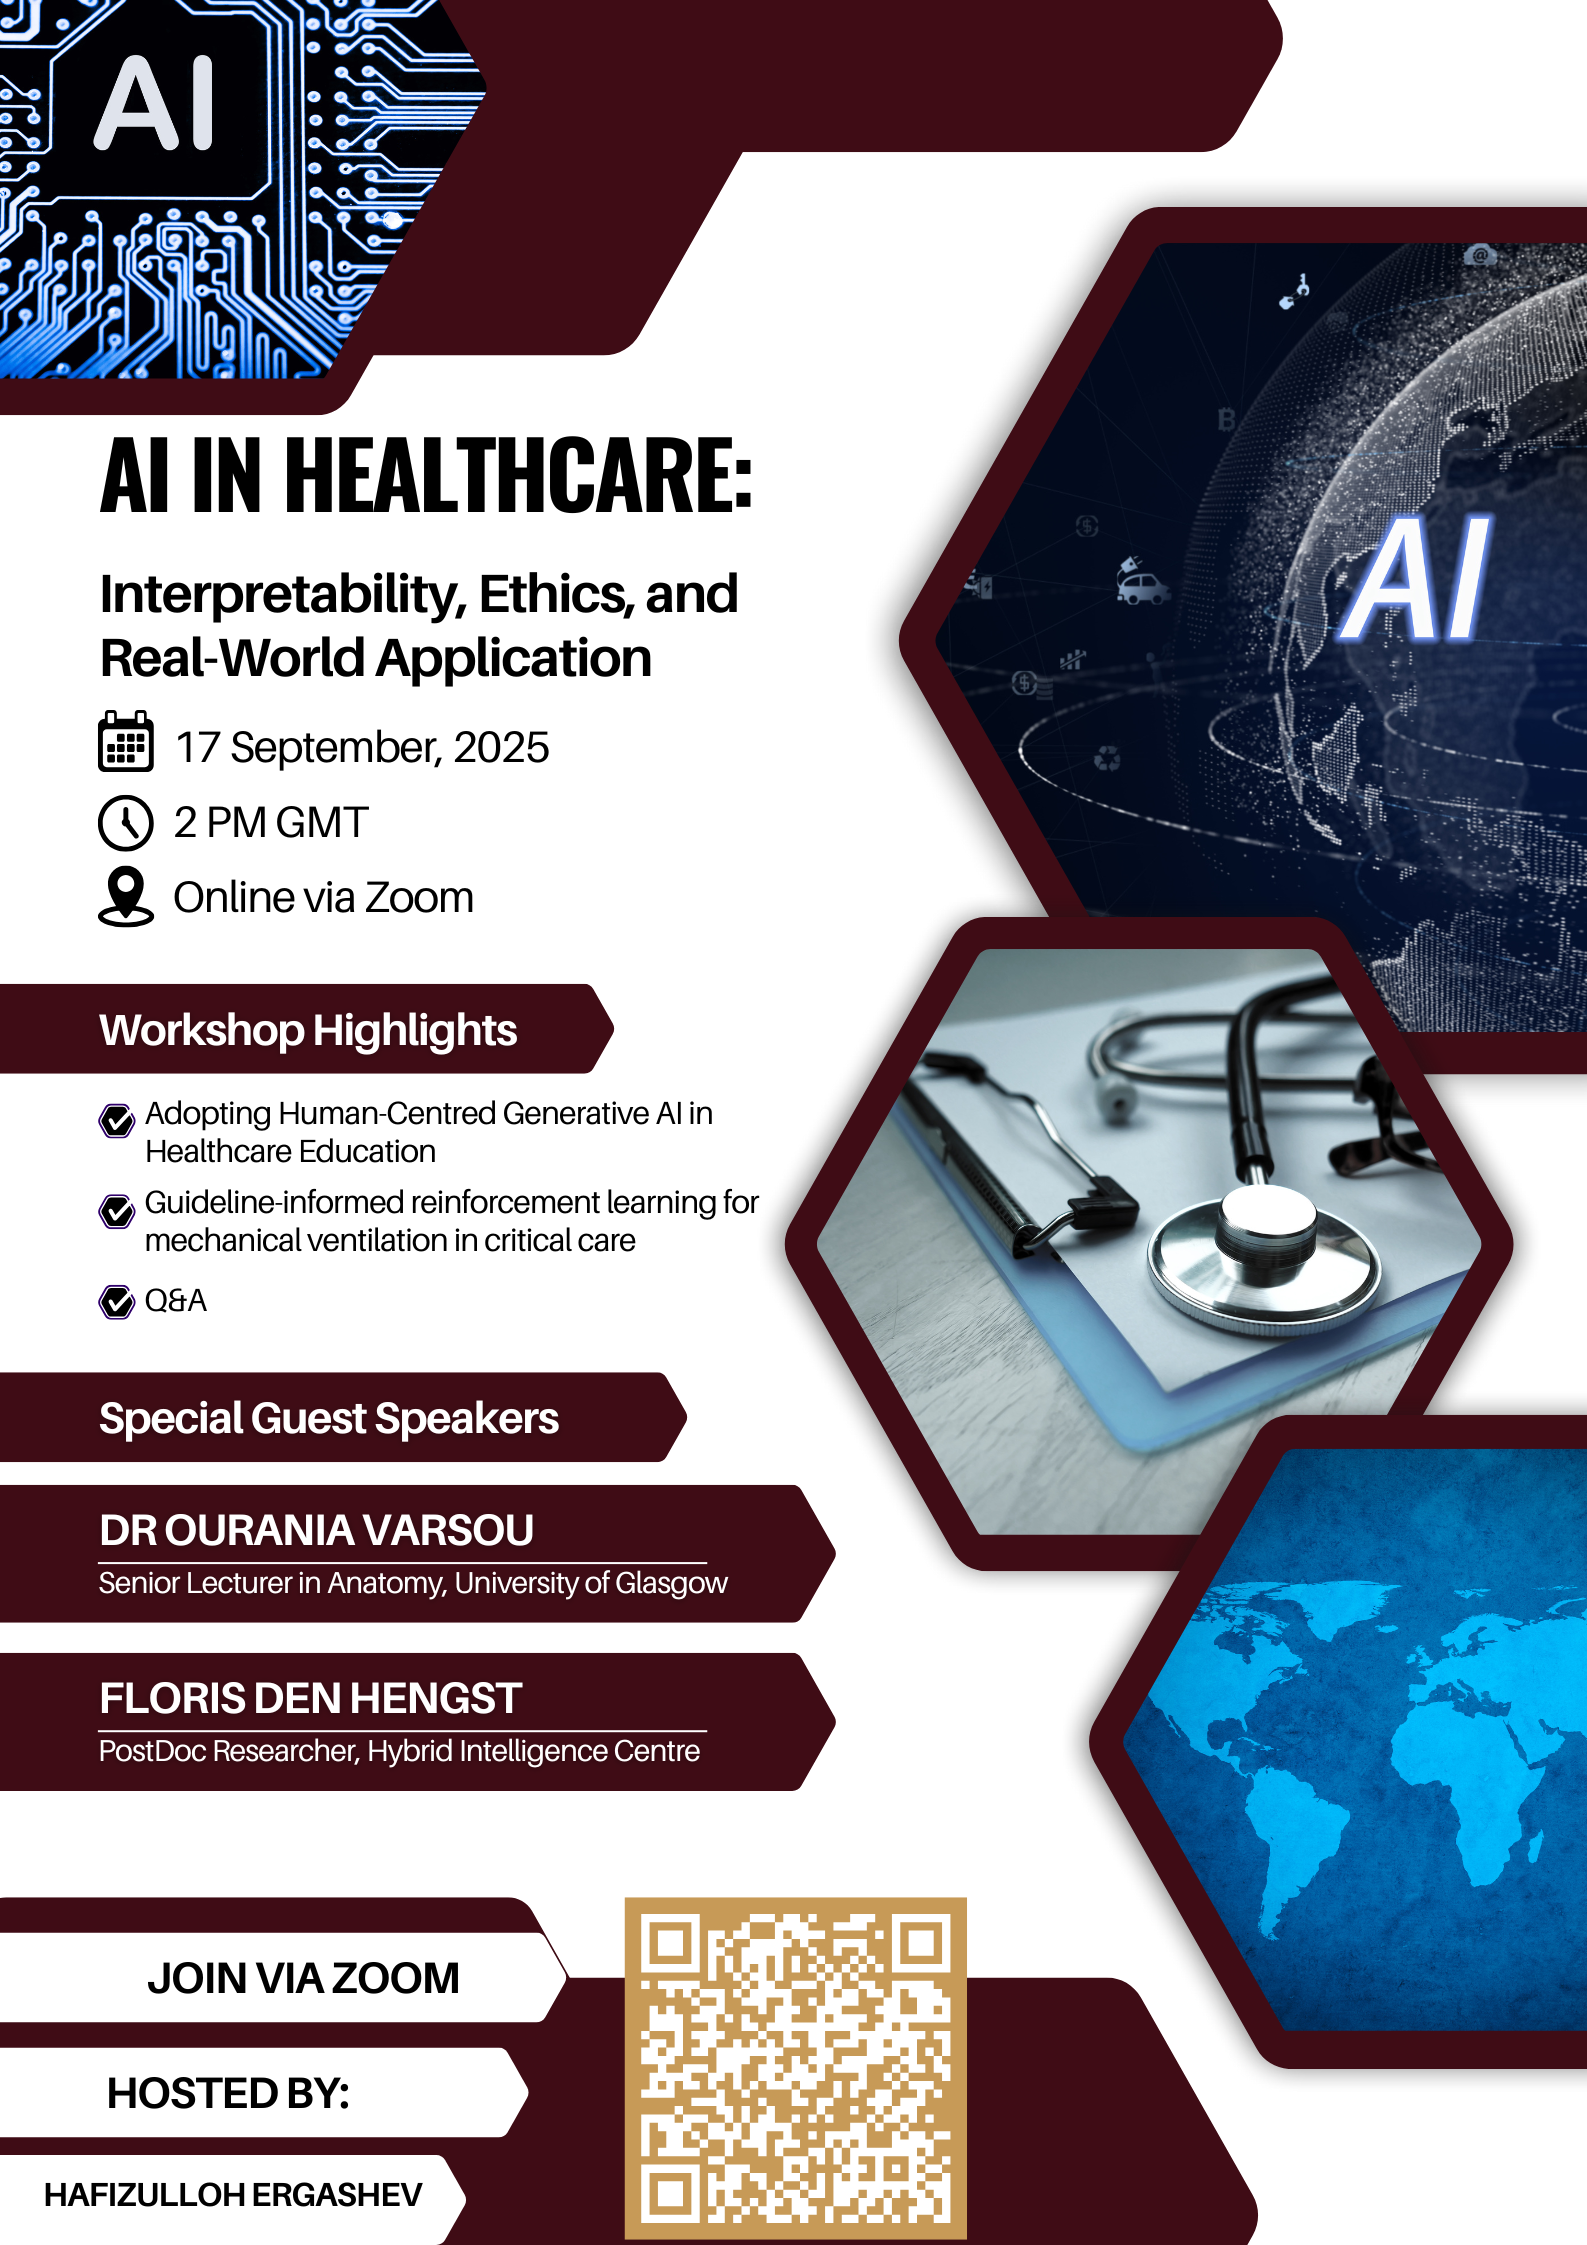 AI
AI IN HEALTHCARE:
Interpretability, Ethics, and
Real-World Application
17 September, 2025
2 PM GMT
Online via Zoom
AI
Workshop Highlights
Adopting Human-Centred Generative AI in
Healthcare Education
Guideline-informed reinforcement learning for
mechanical ventilation in critical care
Q&A
Special Guest Speakers
DR OURANIA VARSOU
Senior Lecturer in Anatomy, University of Glasgow
FLORIS DEN HENGST
PostDoc Researcher, Hybrid Intelligence Centre
JOIN VIA ZOOM
HOSTED BY:
HAFIZULLOH ERGASHEV